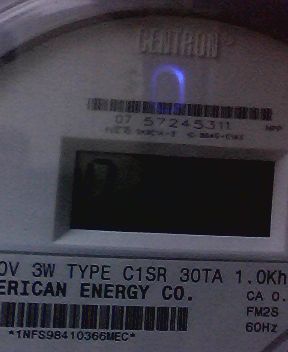 CENTRON®
07 57245311
0V 3W TYPE C1SR 30TA 1.0Kh
ERICAN ENERGY CO.
CA 0.
FM2S
60Hz
*1NFS98410366MEC*